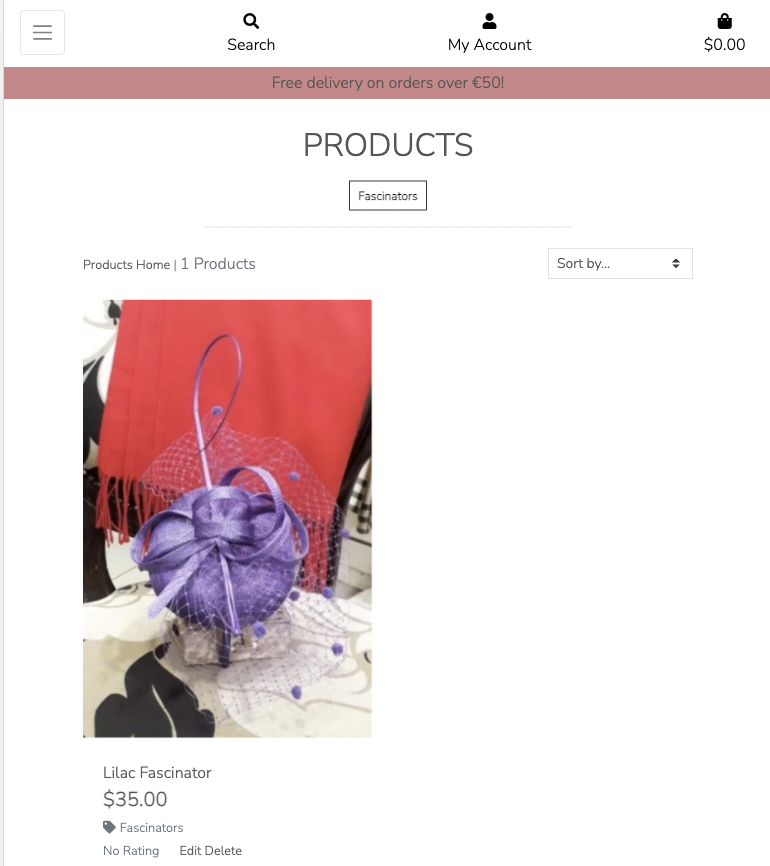 Search
My Account
$0.00
Free delivery on orders over €50!
PRODUCTS
Fascinators
Products Home | 1 Products
Sort by...
Lilac Fascinator
$35.00
Fascinators
No Rating Edit Delete